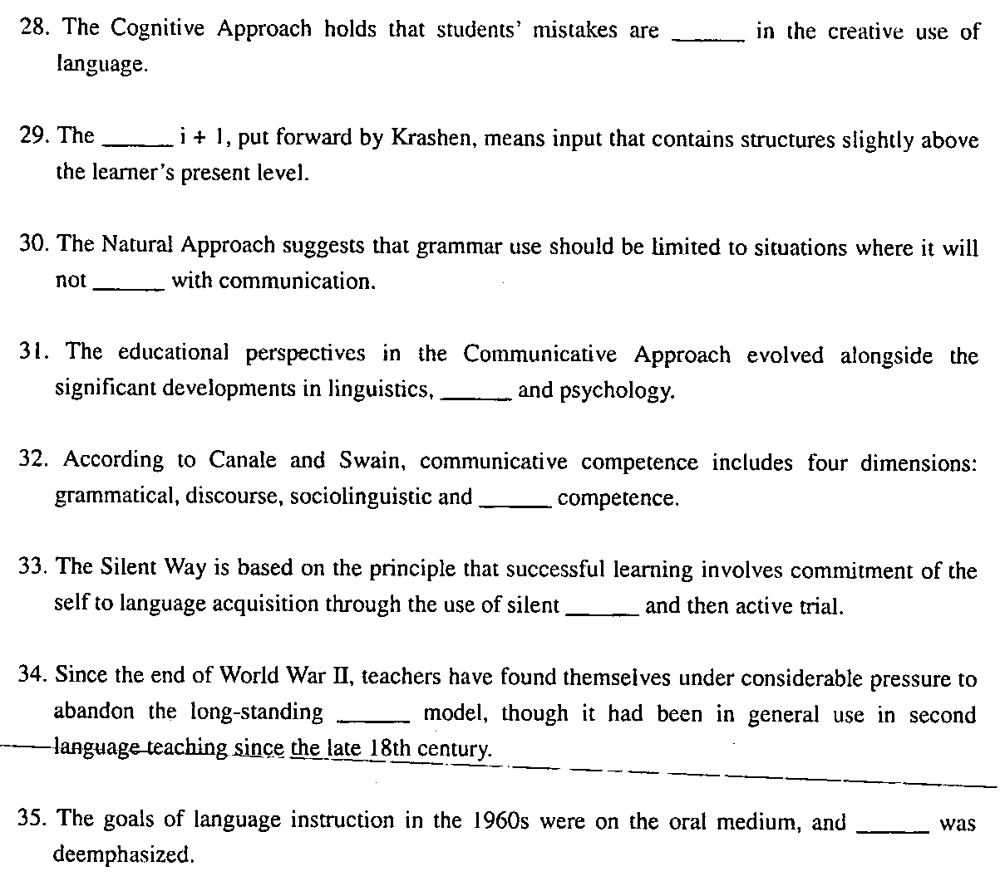 28. The Cognitive Approach holds that students' mistakes are ______ in the creative use of
language.
29. The ______ i + 1, put forward by Krashen, means input that contains structures slightly above
the learner's present level.
30. The Natural Approach suggests that grammar use should be limited to situations where it will
not ______ with communication.
31. The educational perspectives in the Communicative Approach evolved alongside the
significant developments in linguistics, ______ and psychology.
32. According to Canale and Swain, communicative competence includes four dimensions:
grammatical, discourse, sociolinguistic and ______ competence.
33. The Silent Way is based on the principle that successful learning involves commitment of the
self to language acquisition through the use of silent ______ and then active trial.
34. Since the end of World War II, teachers have found themselves under considerable pressure to
abandon the long-standing ______ model, though it had been in general use in second
language teaching since the late 18th century.
35. The goals of language instruction in the 1960s were on the oral medium, and ______ was
deemphasized.